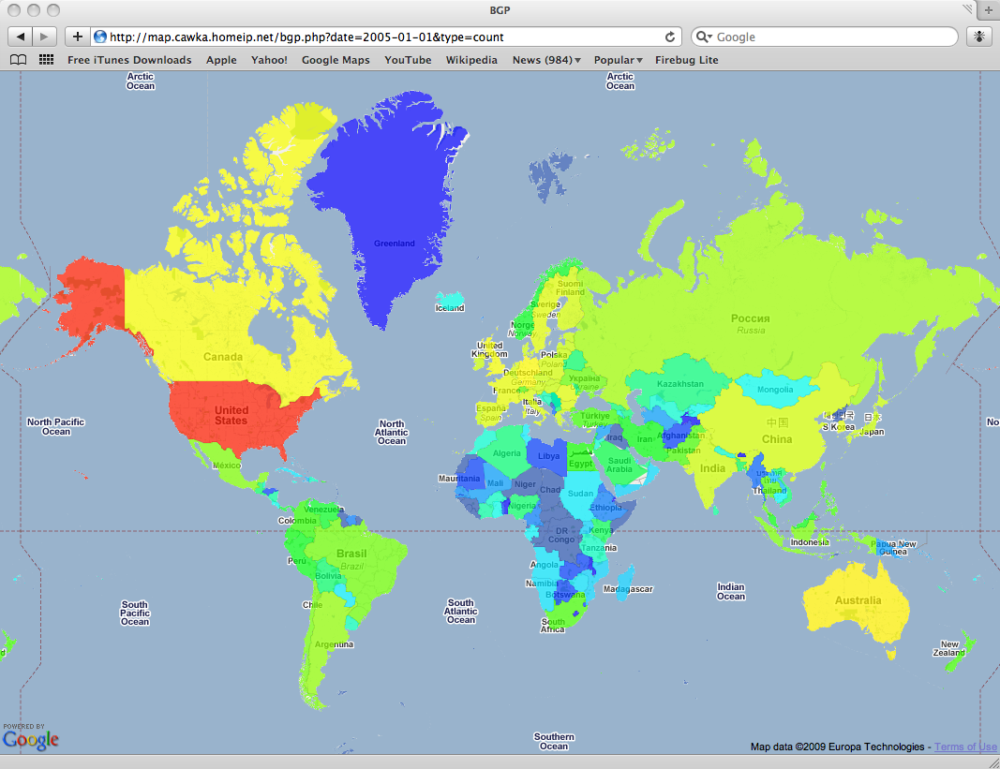 BGP
http://map.cawka.homeip.net/bgp.php?date=2005-01-01&type=count
Google
Free iTunes Downloads
Apple
Yahoo!
Google Maps
YouTube
Wikipedia
News (984)▾
Popular▾
Firebug Lite
Arctic
Ocean
Arctic
Ocean
Greenland
Iceland
Suomi
Finland
Sverige
Sweden
Norge
Norway
Россия
Russia
Canada
United
Kingdom
Polska
Poland
Deutschland
Germany
Україна
Ukraine
France
Kazakhstan
Mongolia
Italia
Italy
España
Spain
United
States
North Pacific
Ocean
North
Atlantic
Ocean
No
Türkiye
Turkey
中国
China
S Korea
日本
Japan
Iraq
Iran
Afghanistan
Pakistan
Algeria
Libya
مصر
Egypt
Saudi
Arabia
India
México
Mauritania
Mali
Niger
Chad
Sudan
Thailand
Nigeria
Ethiopia
Venezuela
Colombia
DR
Congo
Kenya
Indonesia
Papua New
Guinea
Tanzania
Perú
Brasil
Brazil
Bolivia
Angola
Namibia
Botswana
Madagascar
Indian
Ocean
Australia
South
Pacific
Ocean
Chile
South
Atlantic
Ocean
South
Africa
Argentina
New
Zealand
d
POWERED BY
Google
Southern
Ocean
Map data ©2009 Europa Technologies - Terms of Use